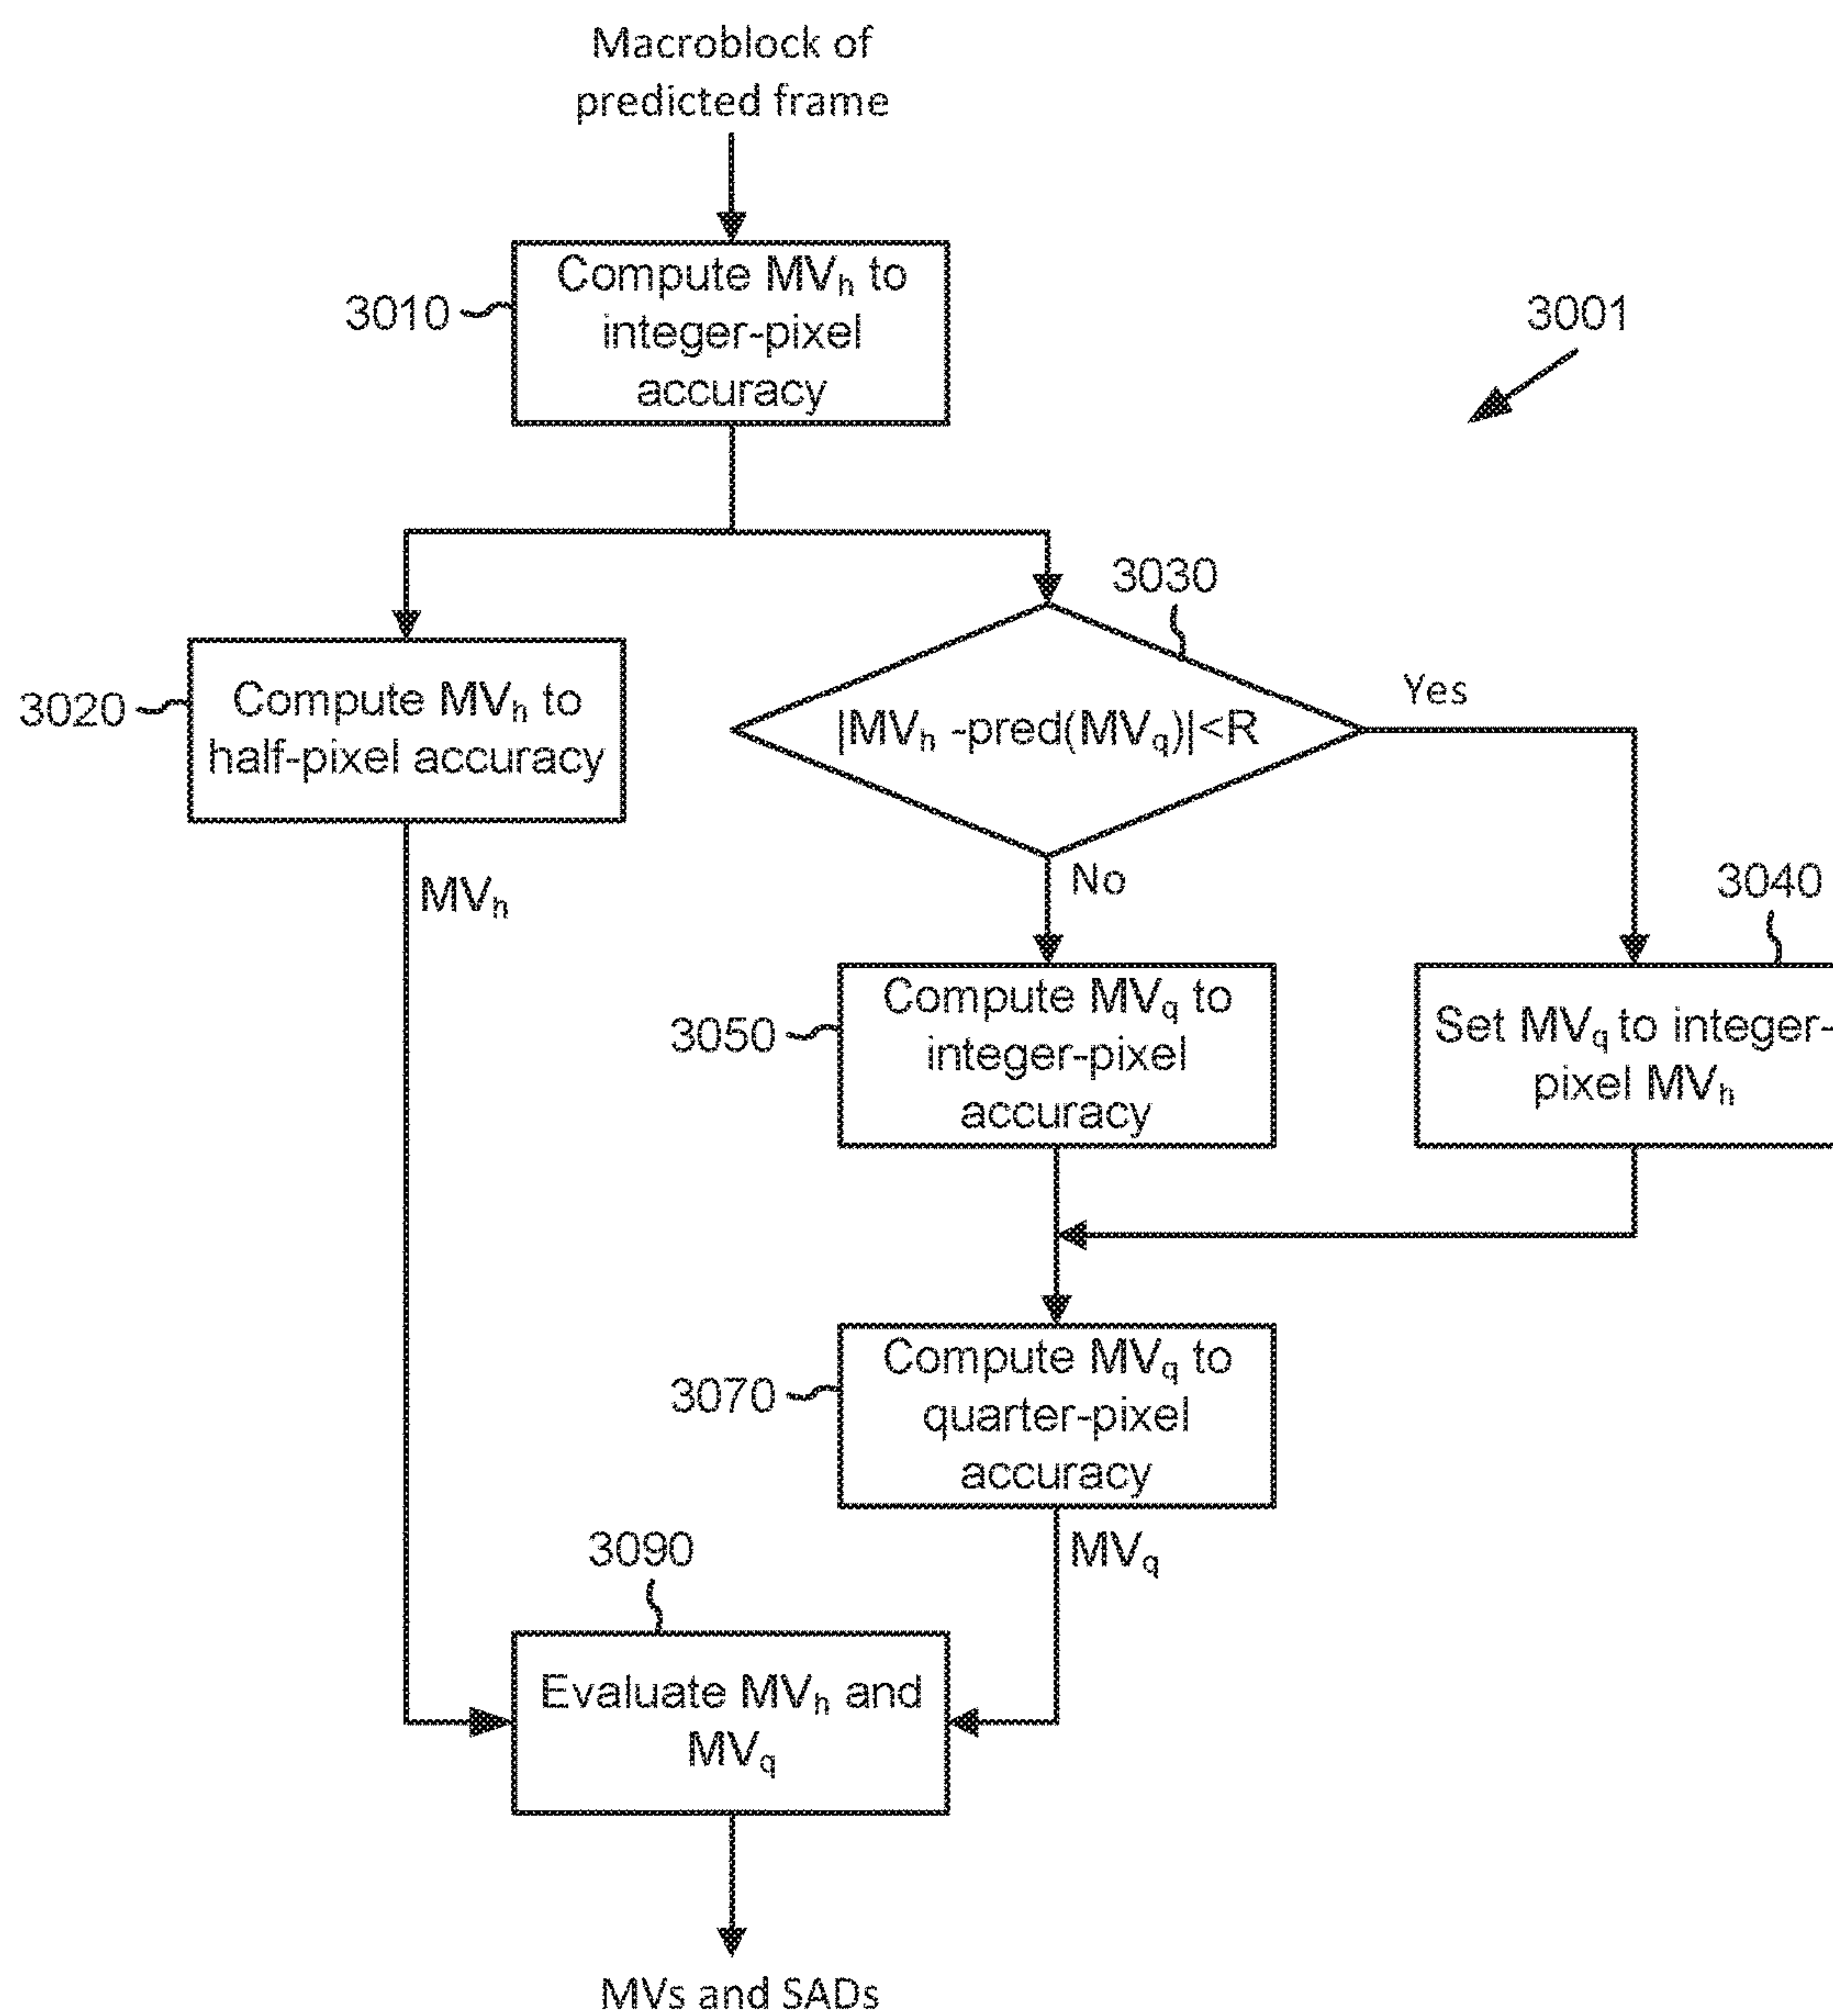 Macroblock of
predicted frame
Compute MVh to
integer-pixel
accuracy
3010
3001
3030
3020
Compute MVh to
half-pixel accuracy
|MVh -pred(MVq)|<R
Yes
MVh
No
3040
3050
Compute MVq to
integer-pixel
accuracy
Set MVq to integer-
pixel MVh
3070
Compute MVq to
quarter-pixel
accuracy
3090
MVq
Evaluate MVh and
MVq
MVs and SADs